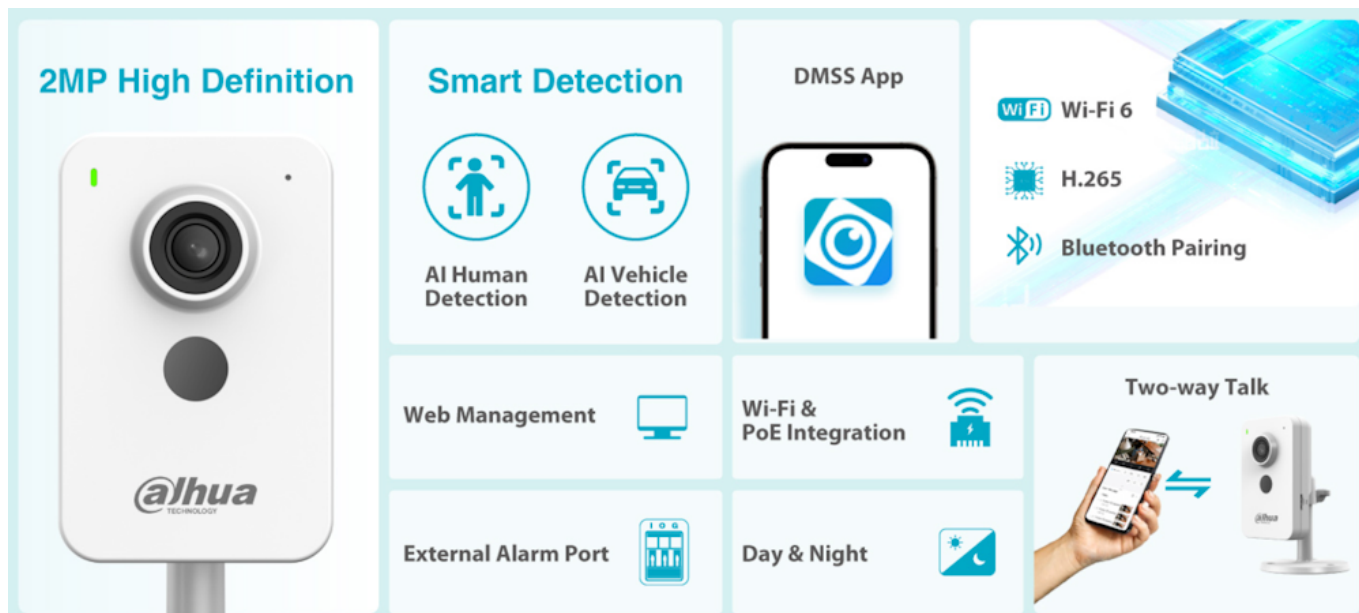 2MP High Definition
alhua
TECHNOLOGY
Smart Detection
AI Human
Detection
AI Vehicle
Detection
DMSS App
WiFi
Wi-Fi 6
H.265
Bluetooth Pairing
Web Management
Wi-Fi &
PoE Integration
External Alarm Port
I O G
Day & Night
Two-way Talk
alhua